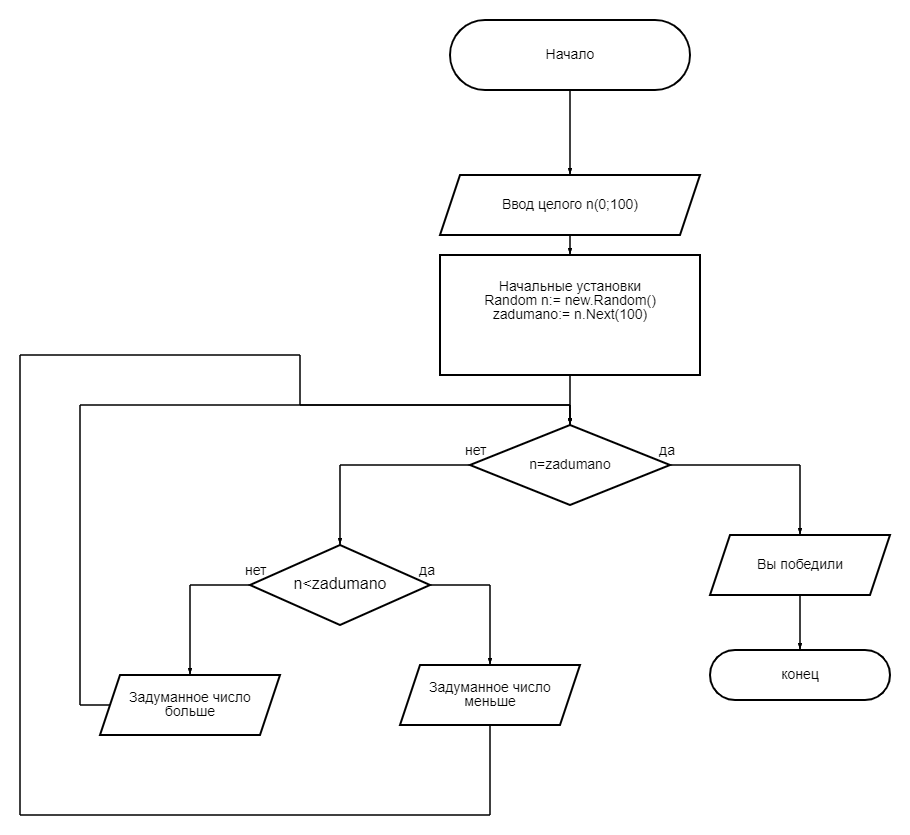 Начало
Ввод целого n(0;100)
Начальные установки
Random n:= new.Random()
zadumano:= n.Next(100)
нет
да
n=zadumano
нет
да
n<zadumano
Вы победили
Задуманное число
больше
Задуманное число
меньше
конец